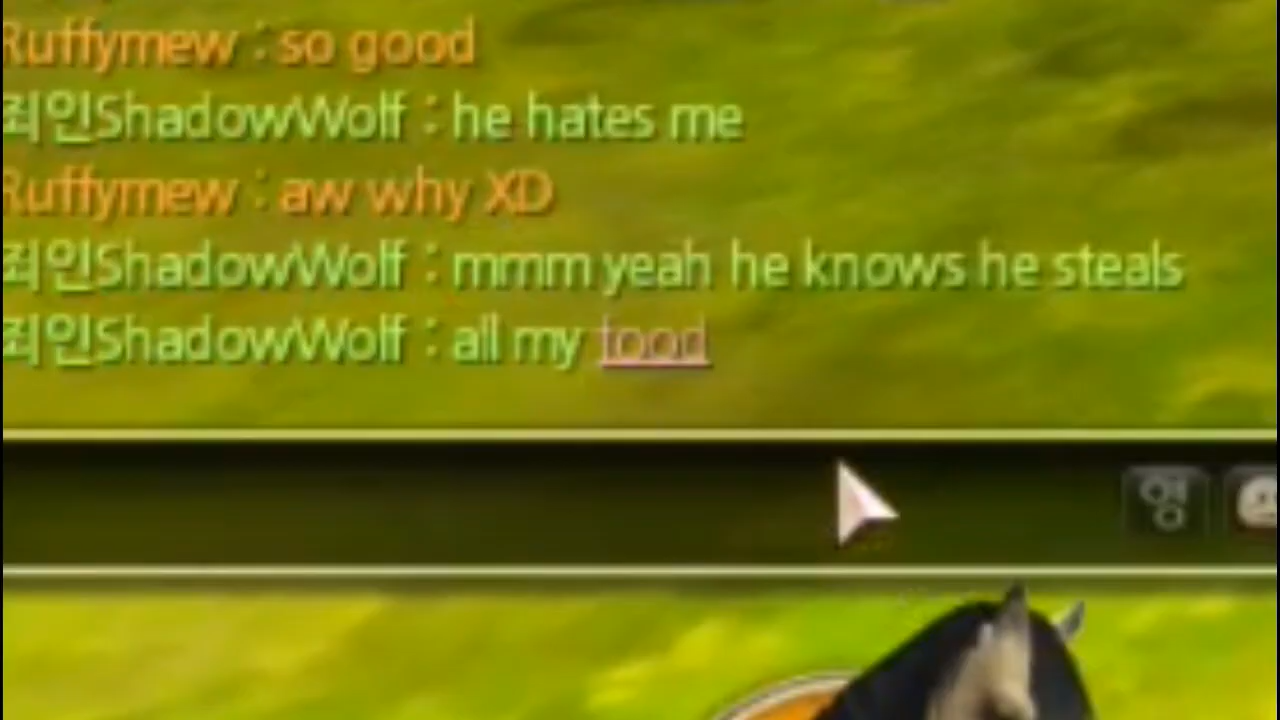 Ruffymew : so good
죄인ShadowWolf : he hates me
Ruffymew : aw why XD
죄인ShadowWolf : mmm yeah he knows he steals
죄인ShadowWolf : all my food
영